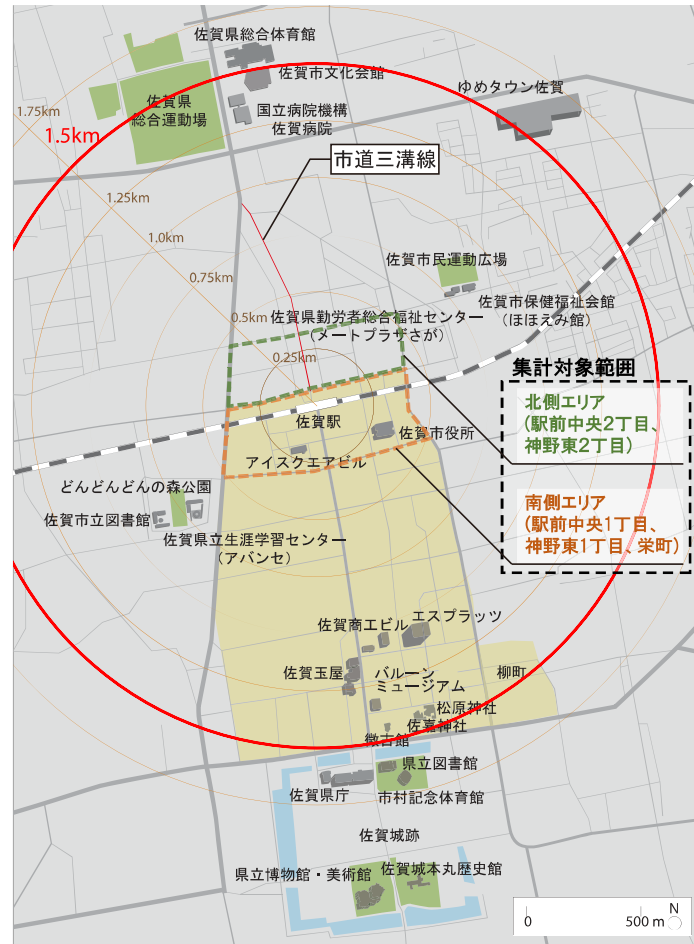 佐賀県総合体育館
佐賀市文化会館
ゆめタウン佐賀
佐賀県
総合運動場
国立病院機構
佐賀病院
1.75km
1.5km
市道三溝線
1.25km
1.0km
0.75km
佐賀市民運動広場
佐賀市保健福祉会館
(ほほえみ館)
0.5km
佐賀県勤労者総合福祉センター
(メートプラザさが)
0.25km
集計対象範囲
北側エリア
(駅前中央2丁目、
神野東2丁目)
佐賀駅
佐賀市役所
アイスクエアビル
南側エリア
(駅前中央1丁目、
神野東1丁目、栄町)
どんどんどんの森公園
佐賀市立図書館
佐賀県立生涯学習センター
(アバンセ)
エスプラッツ
佐賀商工ビル
佐賀玉屋
バルーン
ミュージアム
柳町
松原神社
佐嘉神社
徴古館
県立図書館
佐賀県庁
市村記念体育館
佐賀城跡
県立博物館・美術館
佐賀城本丸歴史館
0
500 m
N